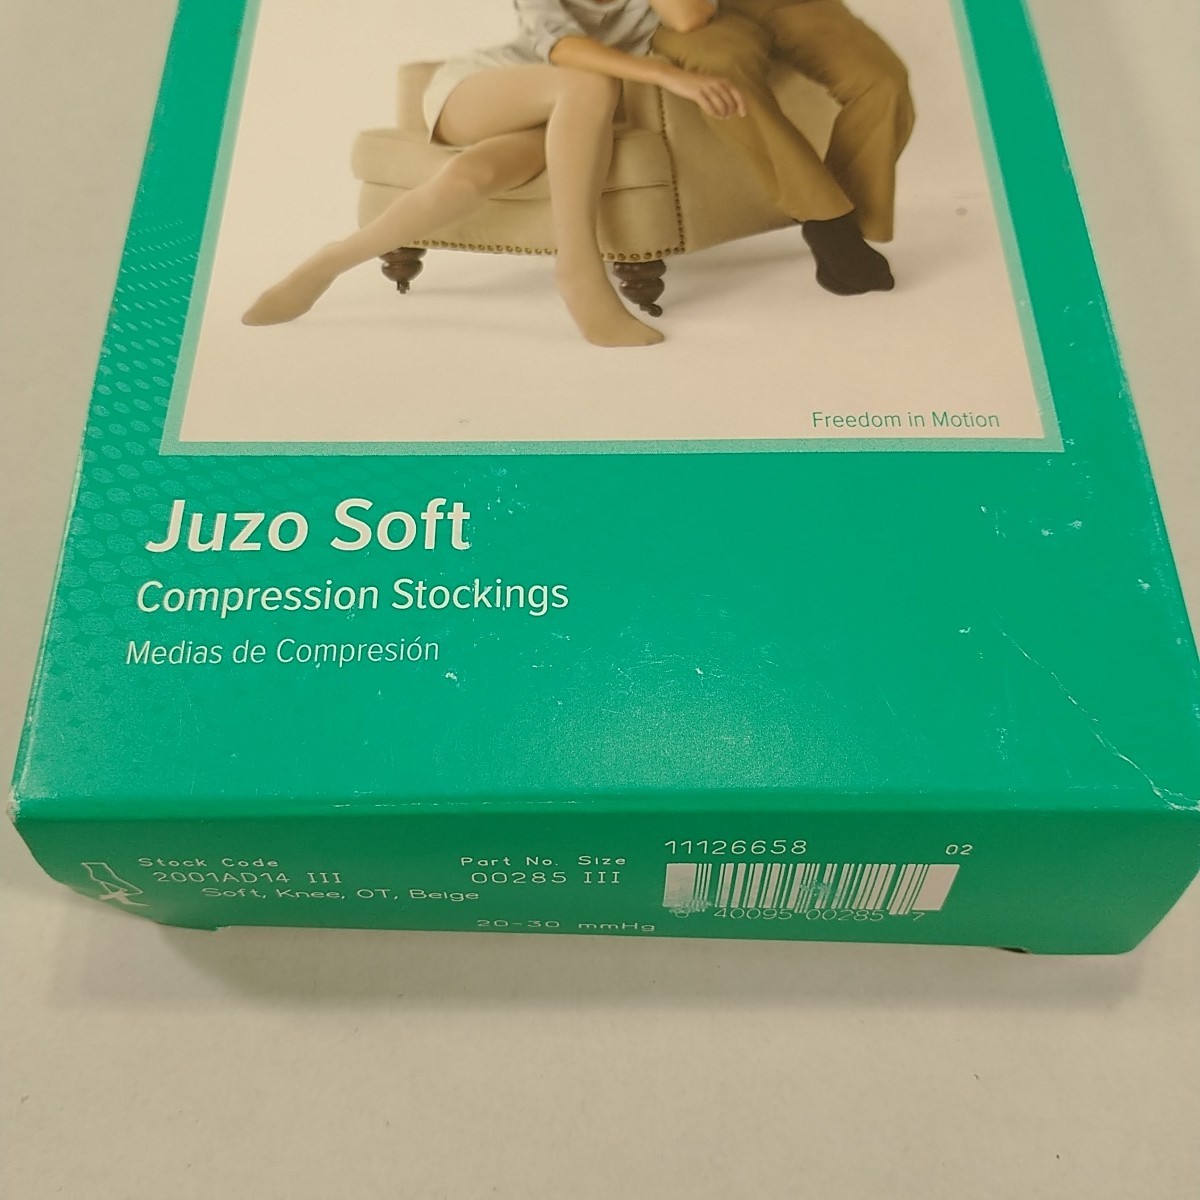 Freedom in Motion
Juzo Soft
Compression Stockings
Medias de Compresión
Stock Code
2001AD14 III
Soft, Knee, OT, Beige
Part No. Size
00285 III
20-30 mmHg
11126658
02
40095 00285 7